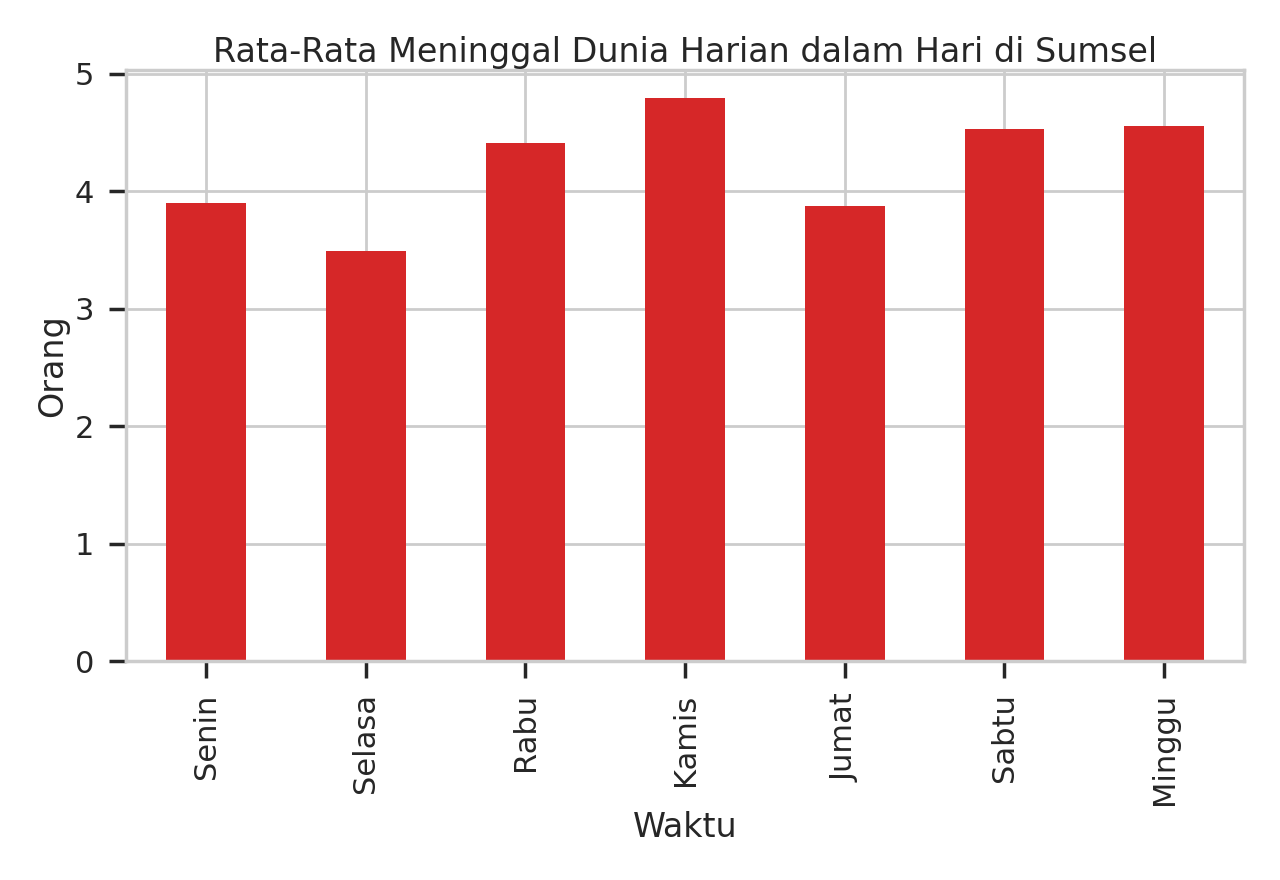 Rata-Rata Meninggal Dunia Harian dalam Hari di Sumsel
5
4
3
2
1
0
Orang
Senin
Selasa
Rabu
Kamis
Jumat
Sabtu
Minggu
Waktu